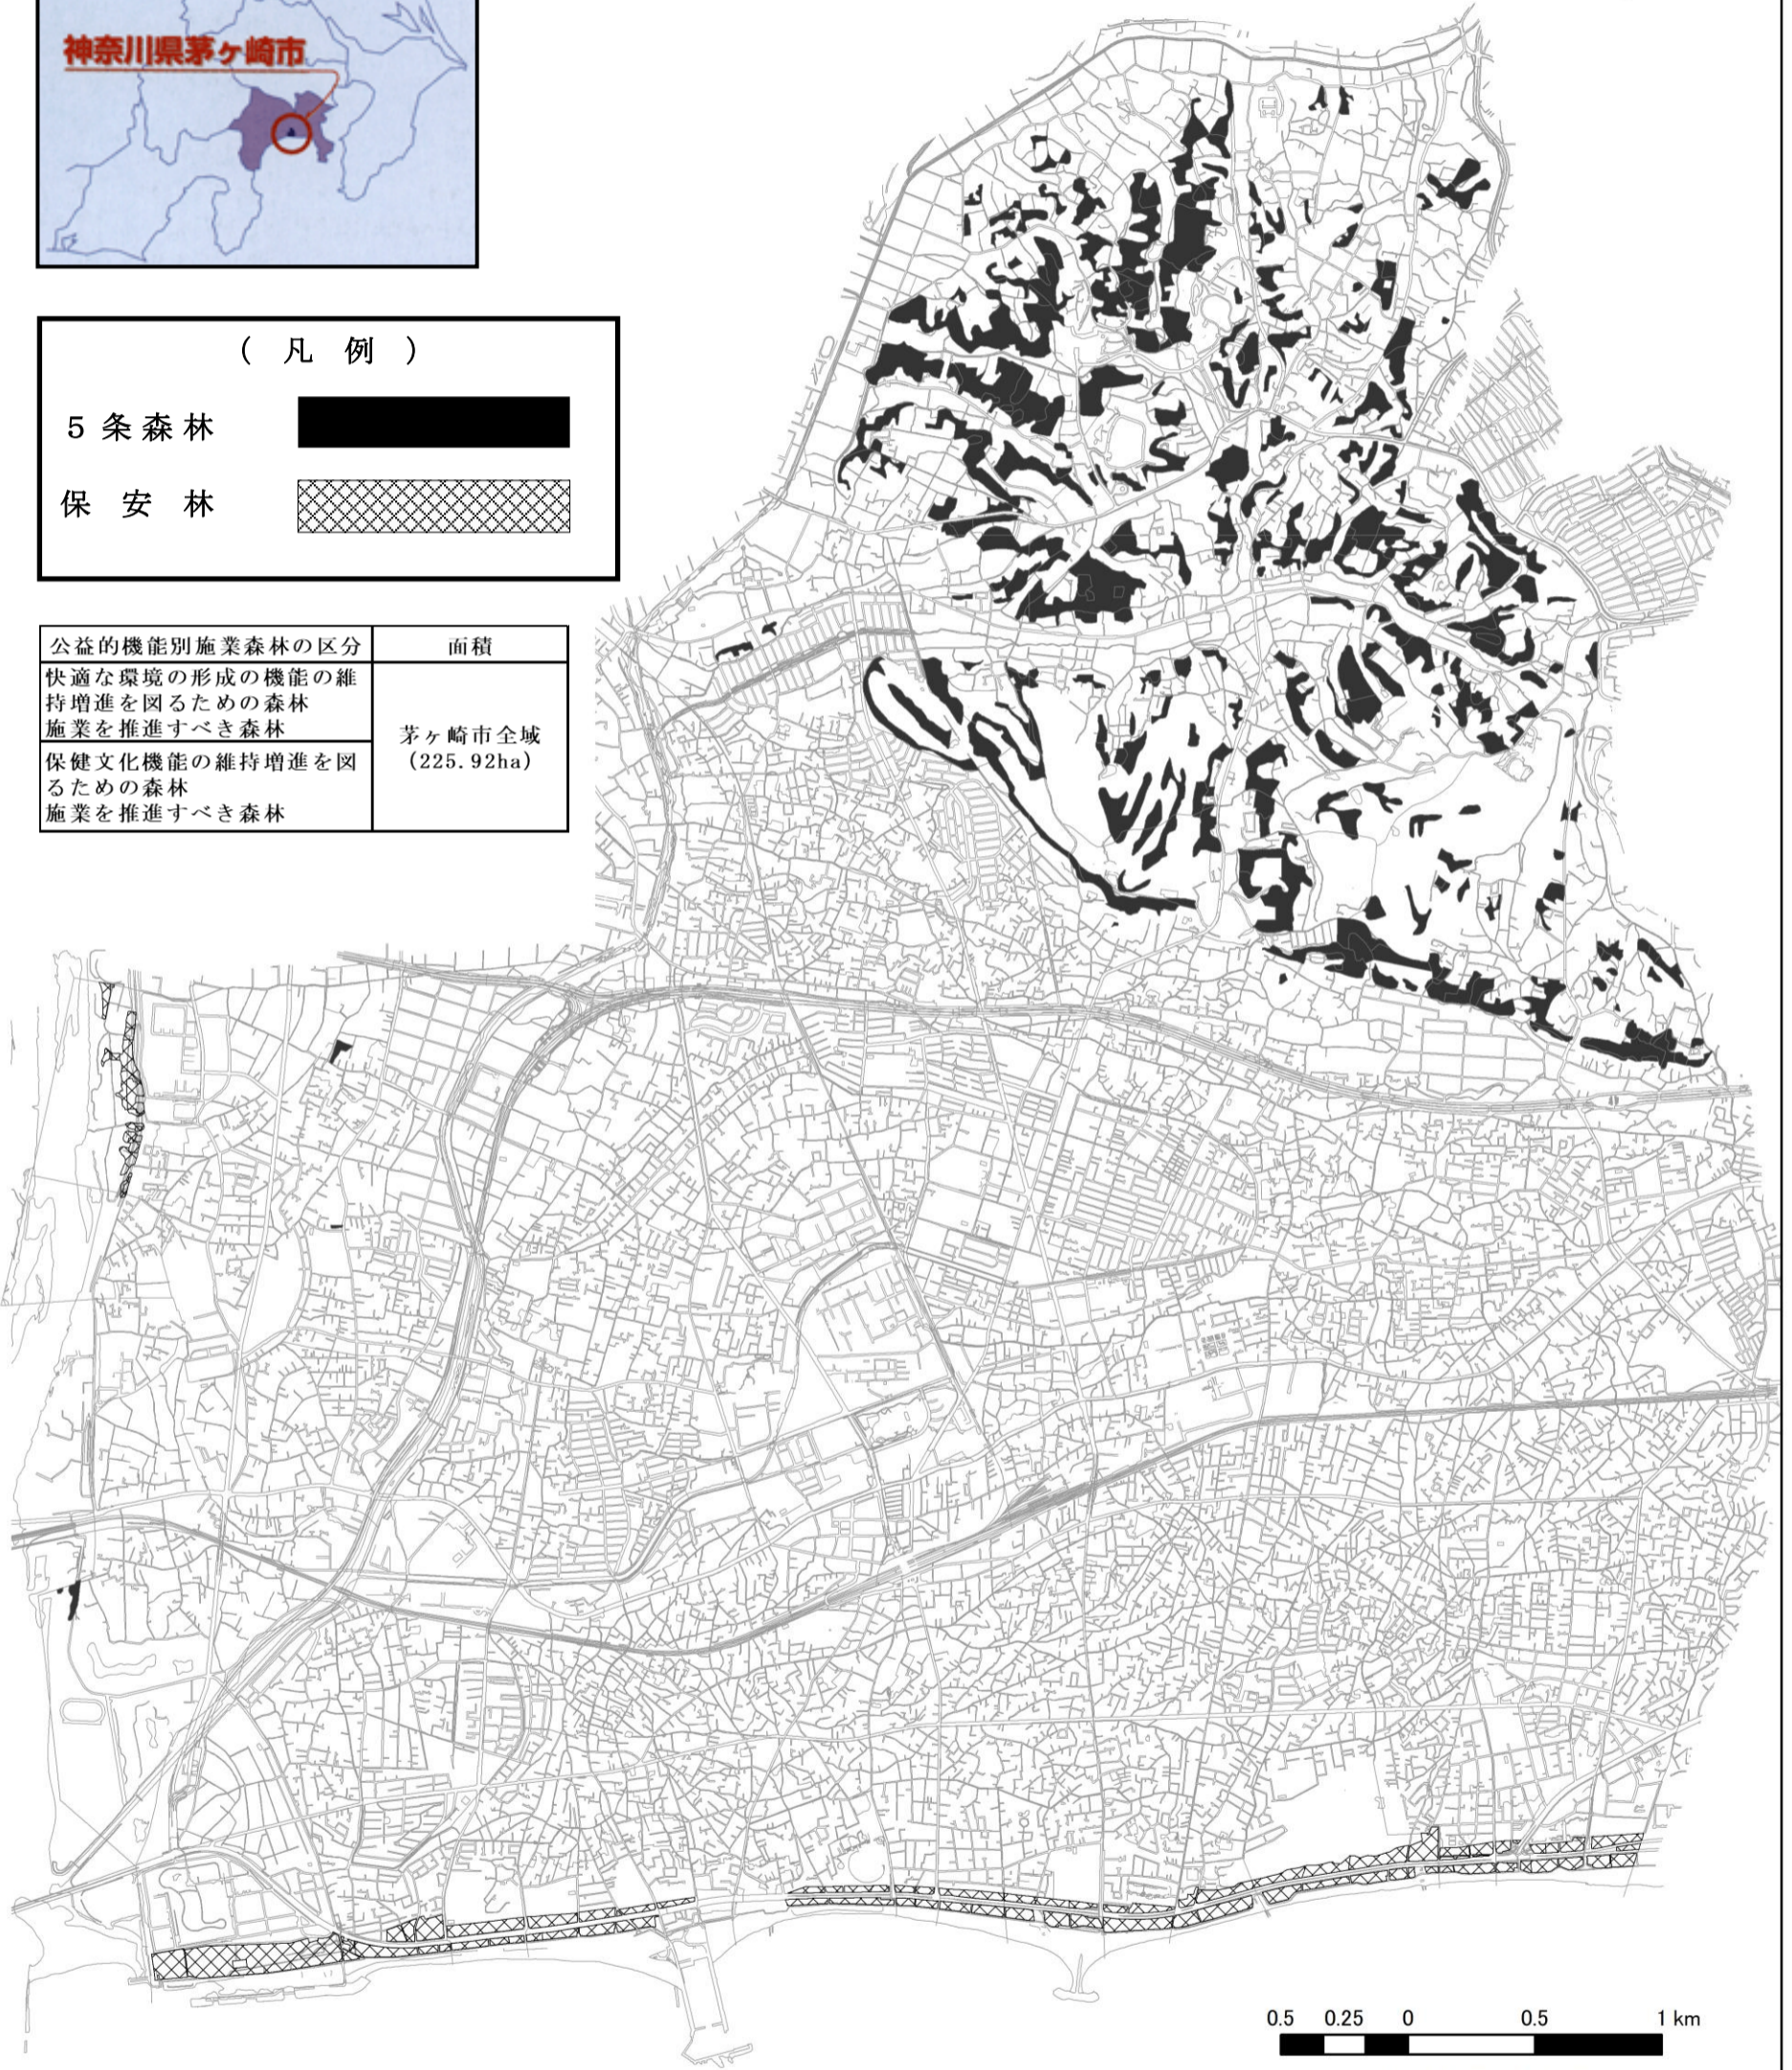 神奈川県茅ヶ崎市
( 凡 例 )
5 条 森 林
保 安 林
公益的機能別施業森林の区分 面積
快適な環境の形成の機能の維
持増進を図るための森林
施業を推進すべき森林
茅ヶ崎市全域
(225.92ha)
保健文化機能の維持増進を図
るための森林
施業を推進すべき森林
0.5 0.25 0 0.5 1 km